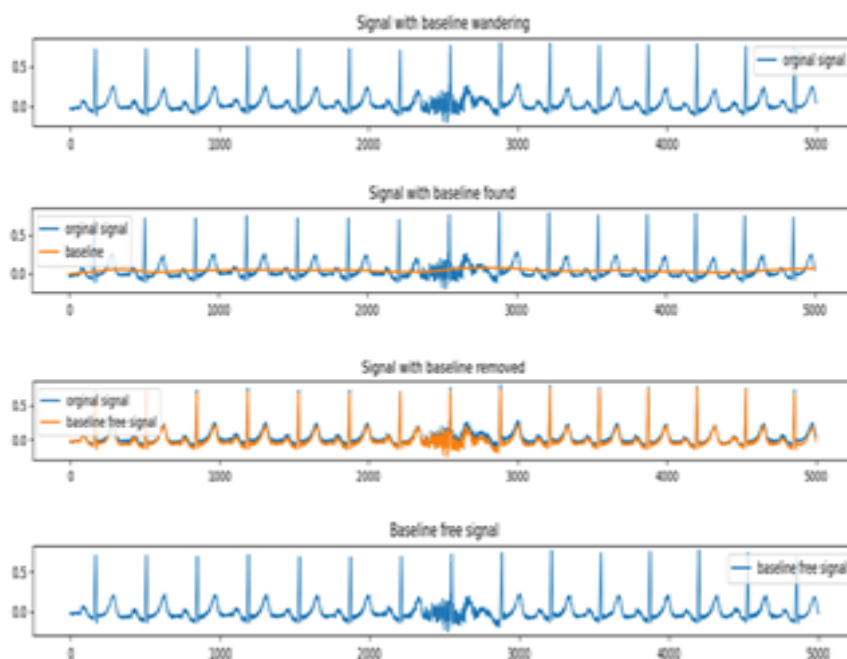 Signal with baseline wandering
orginal signal
0.5
0.0
0 1000 2000 3000 4000 5000
Signal with baseline found
orginal signal
baseline
0.5
0.0
0 1000 2000 3000 4000 5000
Signal with baseline removed
orginal signal
baseline free signal
0.5
0.0
0 1000 2000 3000 4000 5000
Baseline free signal
baseline free signal
0.5
0.0
0 1000 2000 3000 4000 5000